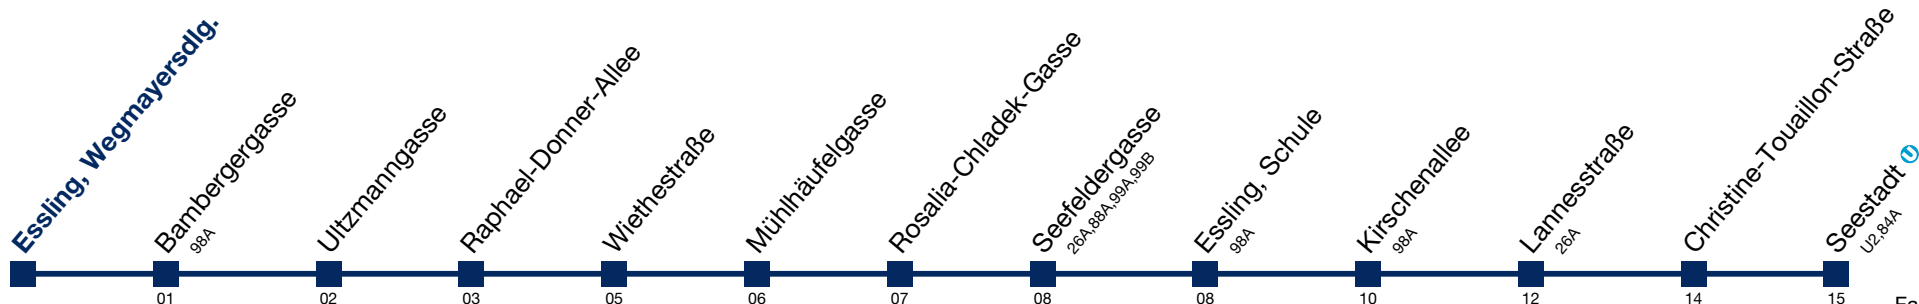 Essling, Wegmayersdlg.
Bambergergasse
98A
Ultzmanngasse
Raphael-Donner-Allee
Wiethestraße
Mühlhäufelgasse
Rosalia-Chladek-Gasse
Seefeldergasse
26A,88A,99A,99B
Essling, Schule
98A
Kirschenallee
98A
Lannesstraße
26A
Christine-Touaillon-Straße
Seestadt U
U2,84A
01 02 03 05 06 07 08 08 10 12 14 15